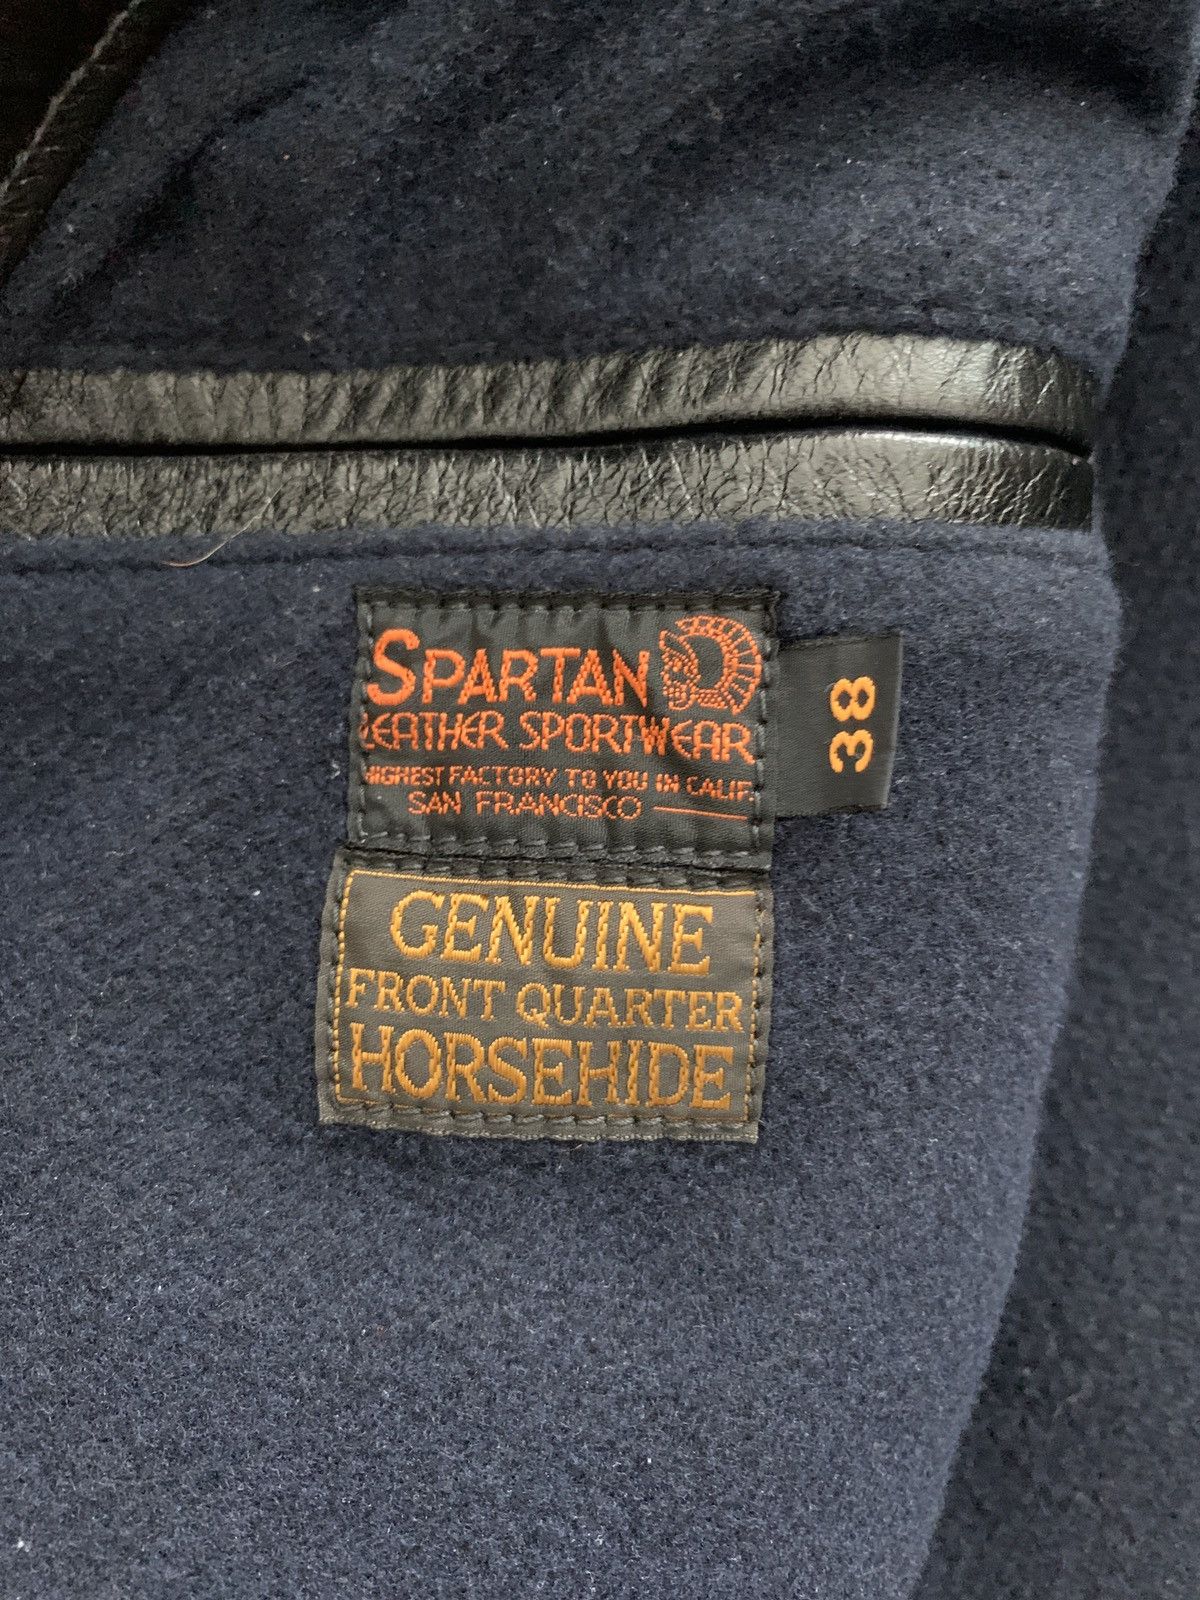 SPARTAN
LEATHER SPORTWEAR
HIGHEST FACTORY TO YOU IN CALIF.
SAN FRANCISCO
38
GENUINE
FRONT QUARTER
HORSEHIDE